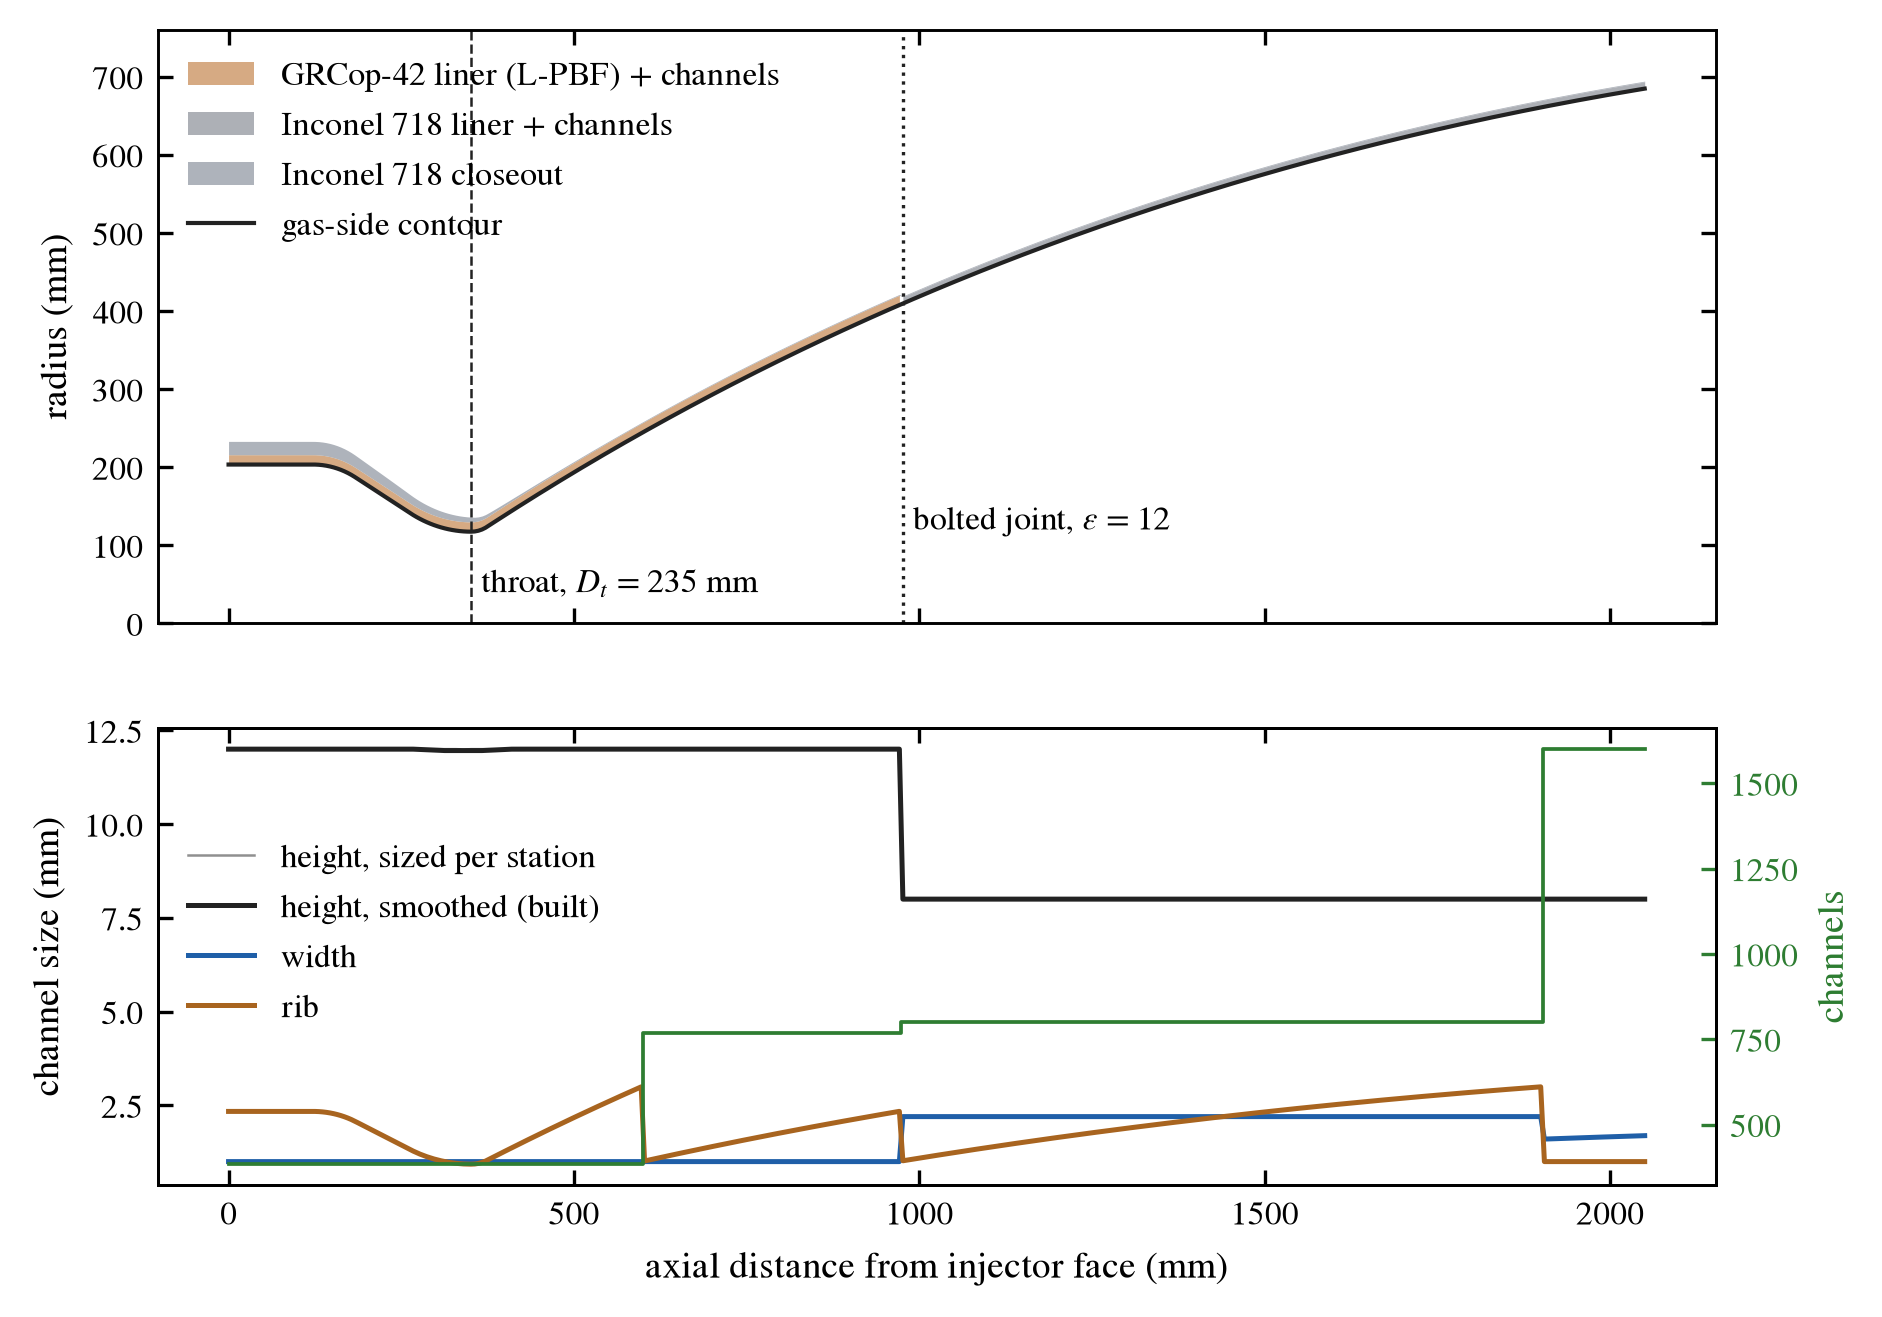 GRCop-42 liner (L-PBF) + channels
Inconel 718 liner + channels
Inconel 718 closeout
gas-side contour
700
600
500
400
300
200
100
0
radius (mm)
bolted joint, ε = 12
throat, Dₜ = 235 mm
12.5
10.0
7.5
5.0
2.5
channel size (mm)
height, sized per station
height, smoothed (built)
width
rib
1500
1250
1000
750
500
channels
0 500 1000 1500 2000
axial distance from injector face (mm)